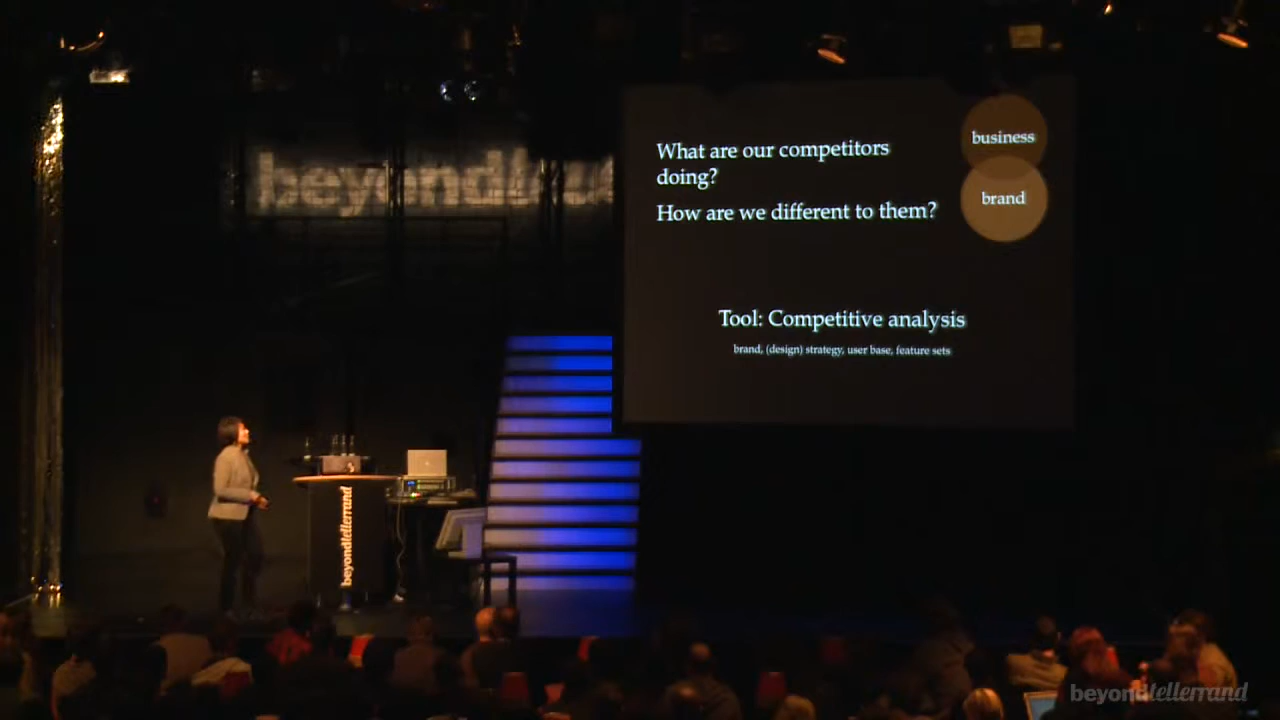 beyond
What are our competitors
doing?
How are we different to them?
business
brand
Tool: Competitive analysis
brand, (design) strategy, user base, feature sets
beyondtellerrand
beyondtellerrand